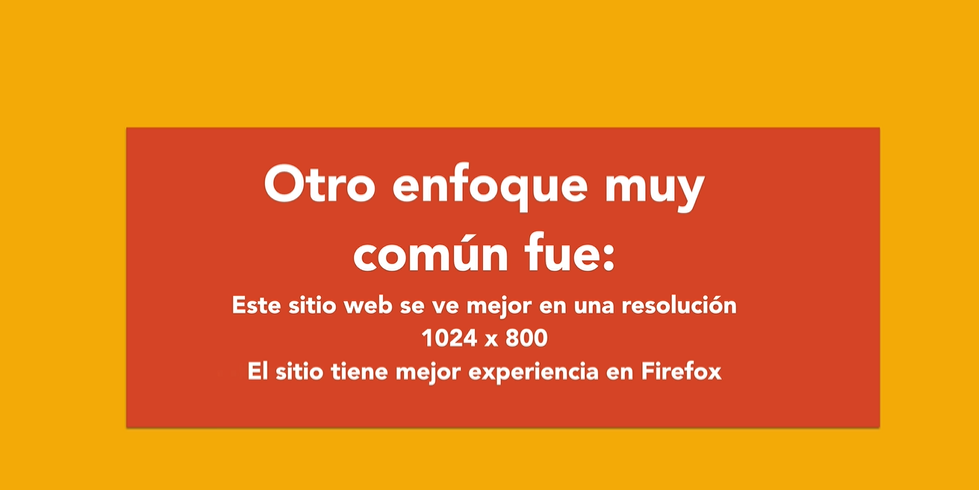 Otro enfoque muy
común fue:
Este sitio web se ve mejor en una resolución
1024 x 800
El sitio tiene mejor experiencia en Firefox